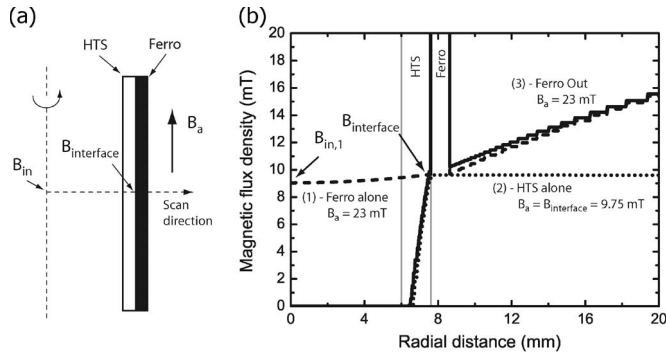 (a)
HTS
Ferro
B_a
B_interface
B_in
Scan
direction
(b)
Magnetic flux density (mT)
20
18
16
14
12
10
8
6
4
2
0
HTS
Ferro
(3) - Ferro Out
B_a = 23 mT
B_interface
B_in,1
(1) - Ferro alone
B_a = 23 mT
(2) - HTS alone
B_a = B_interface = 9.75 mT
0 4 8 12 16 20
Radial distance (mm)